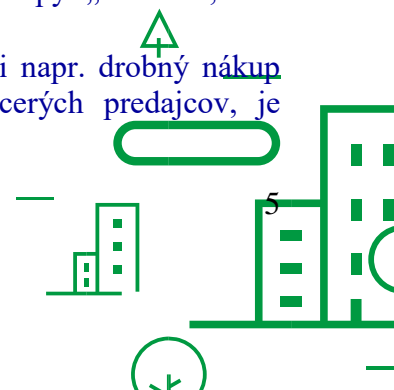 i napr. drobný nákup
cerých predajcov, je
5